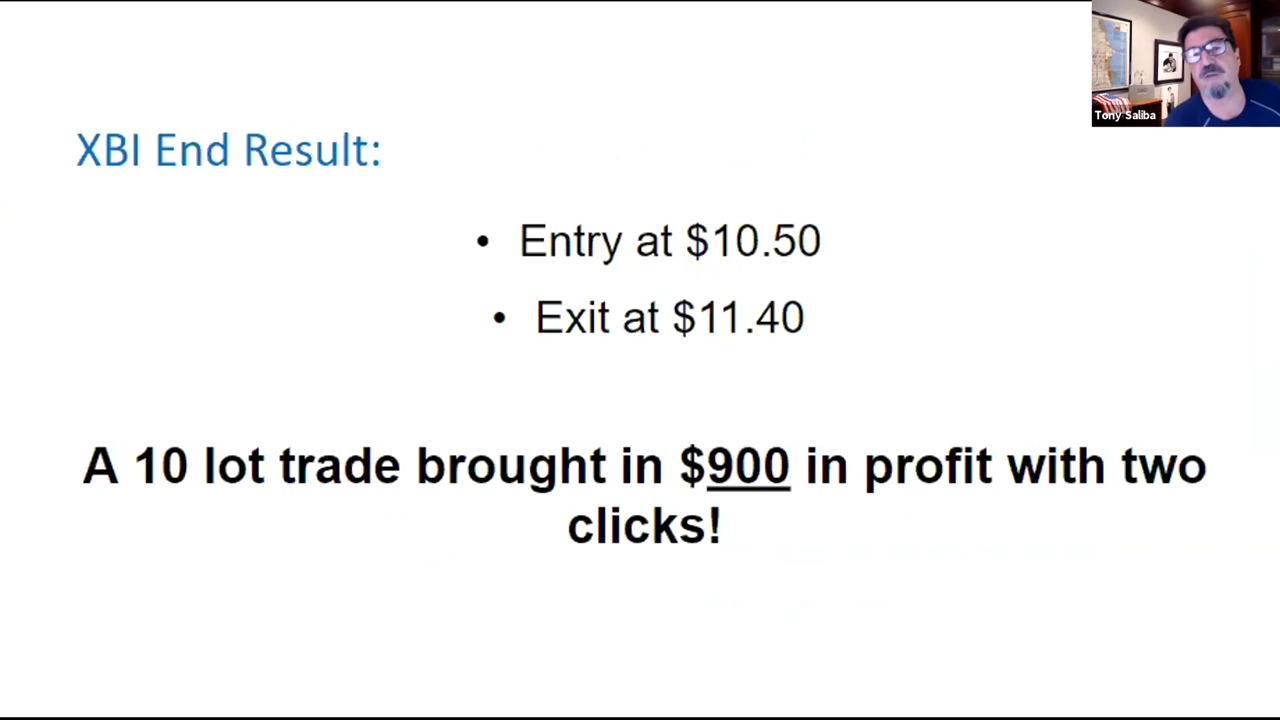 Tony Saliba
XBI End Result:
• Entry at $10.50
• Exit at $11.40
A 10 lot trade brought in $900 in profit with two
clicks!